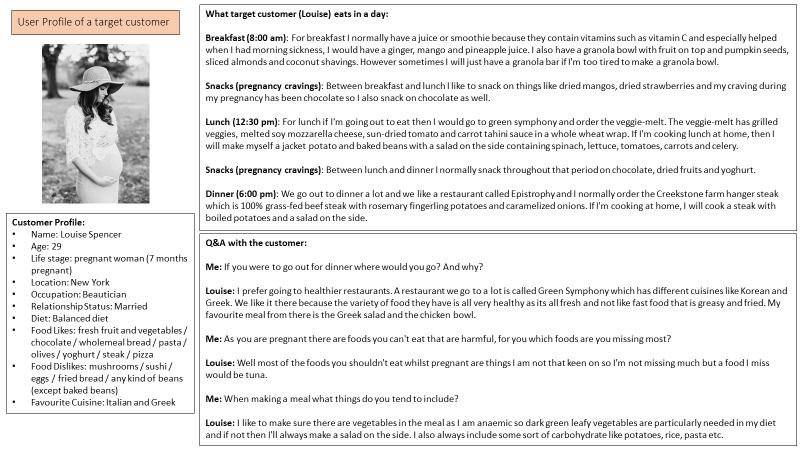 User Profile of a target customer
Customer Profile:
• Name: Louise Spencer
• Age: 29
• Life stage: pregnant woman (7 months
pregnant)
• Location: New York
• Occupation: Beautician
• Relationship Status: Married
• Diet: Balanced diet
• Food Likes: fresh fruit and vegetables /
chocolate / wholemeal bread / pasta /
olives / yoghurt / steak / pizza
• Food Dislikes: mushrooms / sushi /
eggs / fried bread / any kind of beans
(except baked beans)
• Favourite Cuisine: Italian and Greek
What target customer (Louise) eats in a day:
Breakfast (8:00 am): For breakfast I normally have a juice or smoothie because they contain vitamins such as vitamin C and especially helped
when I had morning sickness, I would have a ginger, mango and pineapple juice. I also have a granola bowl with fruit on top and pumpkin seeds,
sliced almonds and coconut shavings. However sometimes I will just have a granola bar if I'm too tired to make a granola bowl.
Snacks (pregnancy cravings): Between breakfast and lunch I like to snack on things like dried mangos, dried strawberries and my craving during
my pregnancy has been chocolate so I also snack on chocolate as well.
Lunch (12:30 pm): For lunch if I'm going out to eat then I would go to green symphony and order the veggie-melt. The veggie-melt has grilled
veggies, melted soy mozzarella cheese, sun-dried tomato and carrot tahini sauce in a whole wheat wrap. If I'm cooking lunch at home, then I
will make myself a jacket potato and baked beans with a salad on the side containing spinach, lettuce, tomatoes, carrots and celery.
Snacks (pregnancy cravings): Between lunch and dinner I normally snack throughout that period on chocolate, dried fruits and yoghurt.
Dinner (6:00 pm): We go out to dinner a lot and we like a restaurant called Epistrophy and I normally order the Creekstone farm hanger steak
which is 100% grass-fed beef steak with rosemary fingerling potatoes and caramelized onions. If I'm cooking at home, I will cook a steak with
boiled potatoes and a salad on the side.
Q&A with the customer:
Me: If you were to go out for dinner where would you go? And why?
Louise: I prefer going to healthier restaurants. A restaurant we go to a lot is called Green Symphony which has different cuisines like Korean and
Greek. We like it there because the variety of food they have is all very healthy as its all fresh and not like fast food that is greasy and fried. My
favourite meal from there is the Greek salad and the chicken bowl.
Me: As you are pregnant there are foods you can't eat that are harmful, for you which foods are you missing most?
Louise: Well most of the foods you shouldn't eat whilst pregnant are things I am not that keen on so I'm not missing much but a food I miss
would be tuna.
Me: When making a meal what things do you tend to include?
Louise: I like to make sure there are vegetables in the meal as I am anaemic so dark green leafy vegetables are particularly needed in my diet
and if not then I'll always make a salad on the side. I also always include some sort of carbohydrate like potatoes, rice, pasta etc.